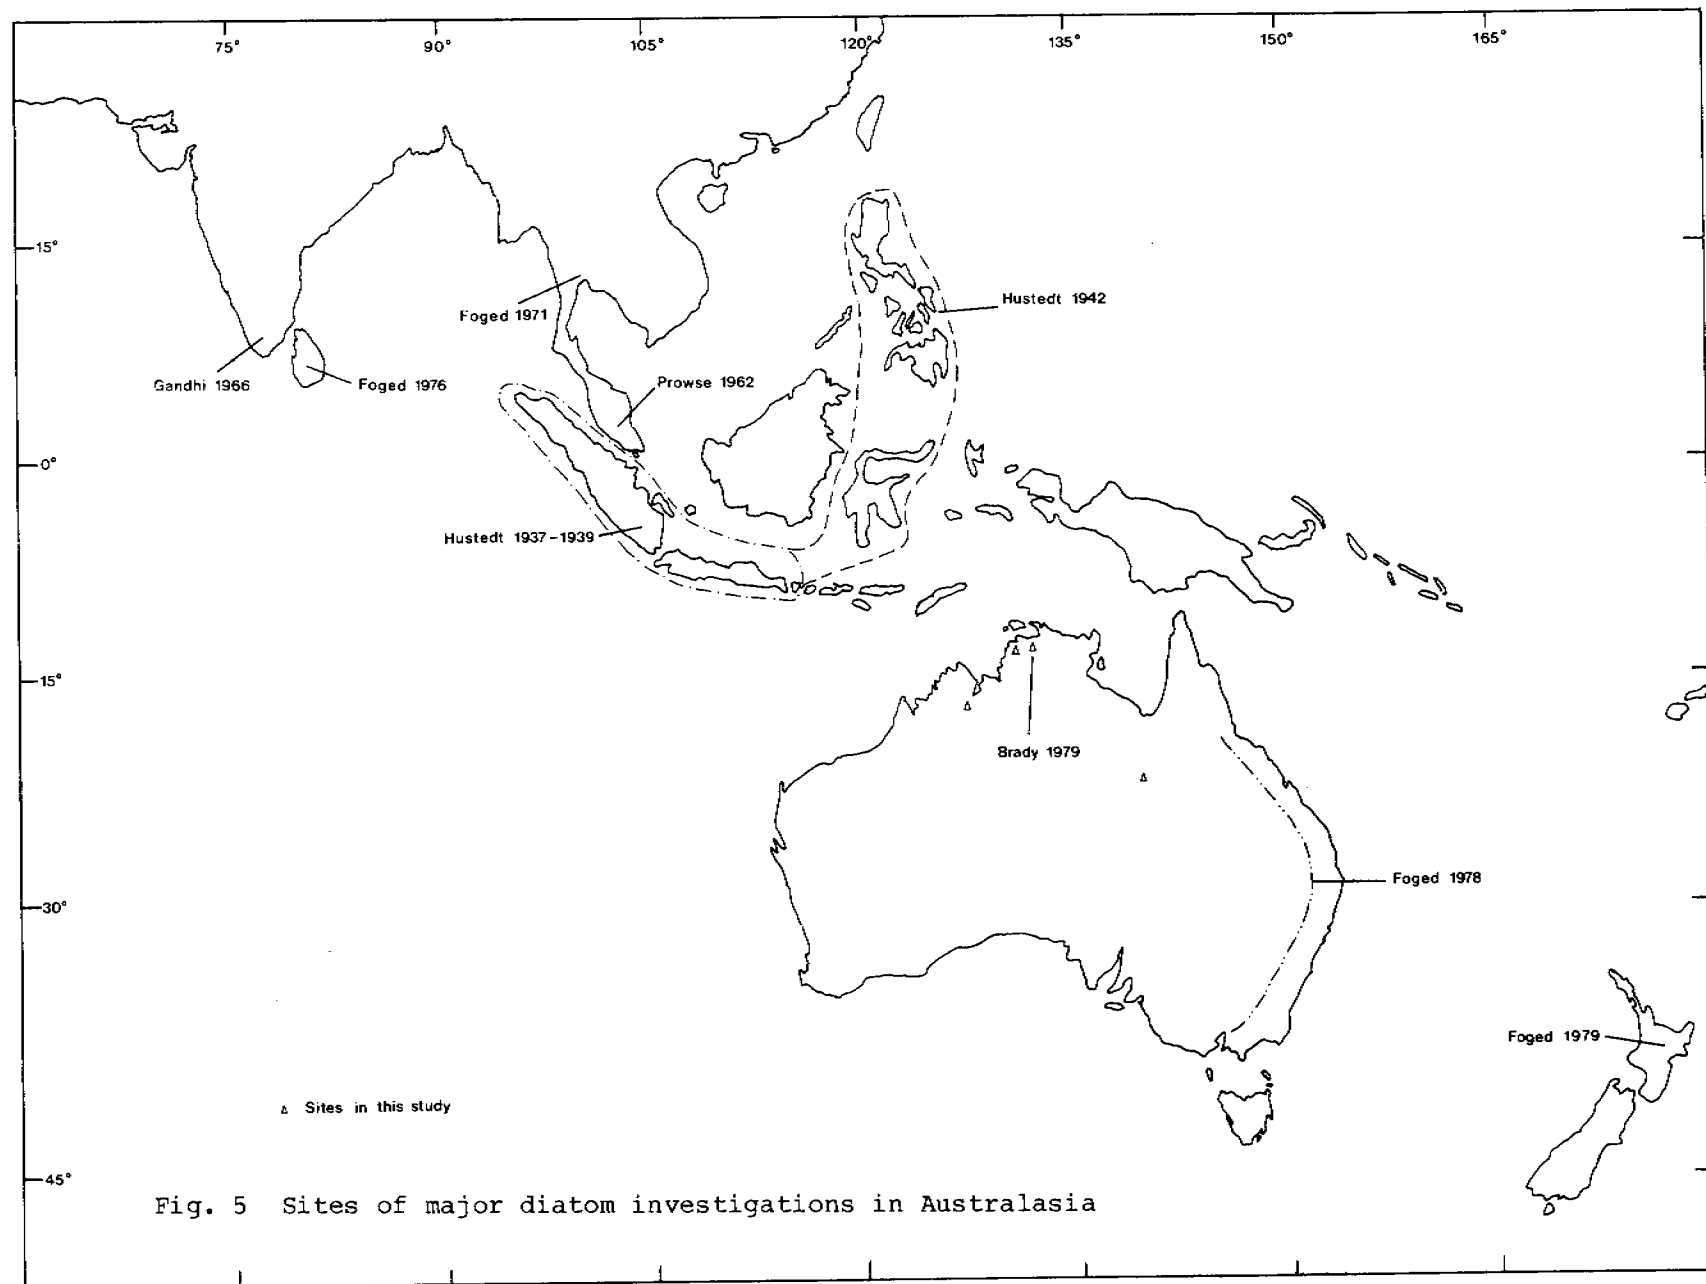 75° 90° 105° 120° 135° 150° 165°
15°
Hustedt 1942
Foged 1971
Gandhi 1966
Foged 1976
Prowse 1962
0°
Hustedt 1937-1939
15°
Brady 1979
Foged 1978
30°
Foged 1979
Δ Sites in this study
45°
Fig. 5 Sites of major diatom investigations in Australasia